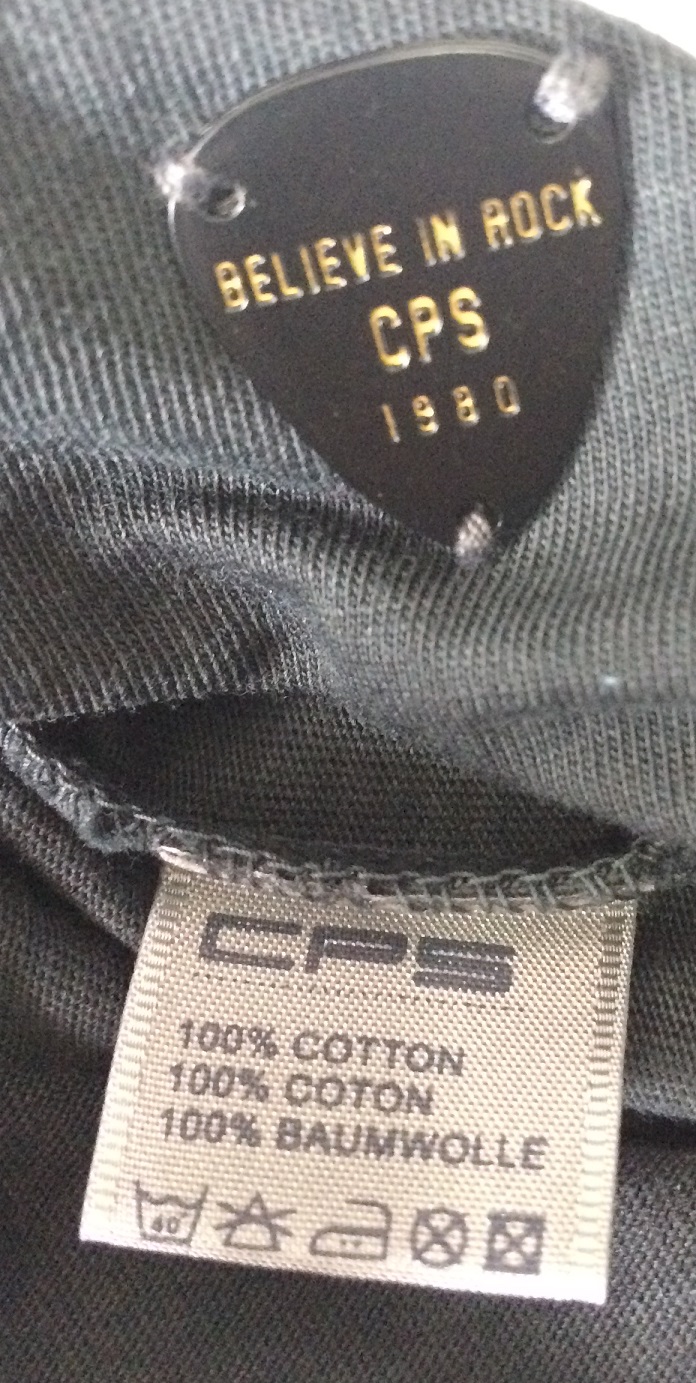 BELIEVE IN ROCK
CPS
1980
CPS
100% COTTON
100% COTON
100% BAUMWOLLE
40